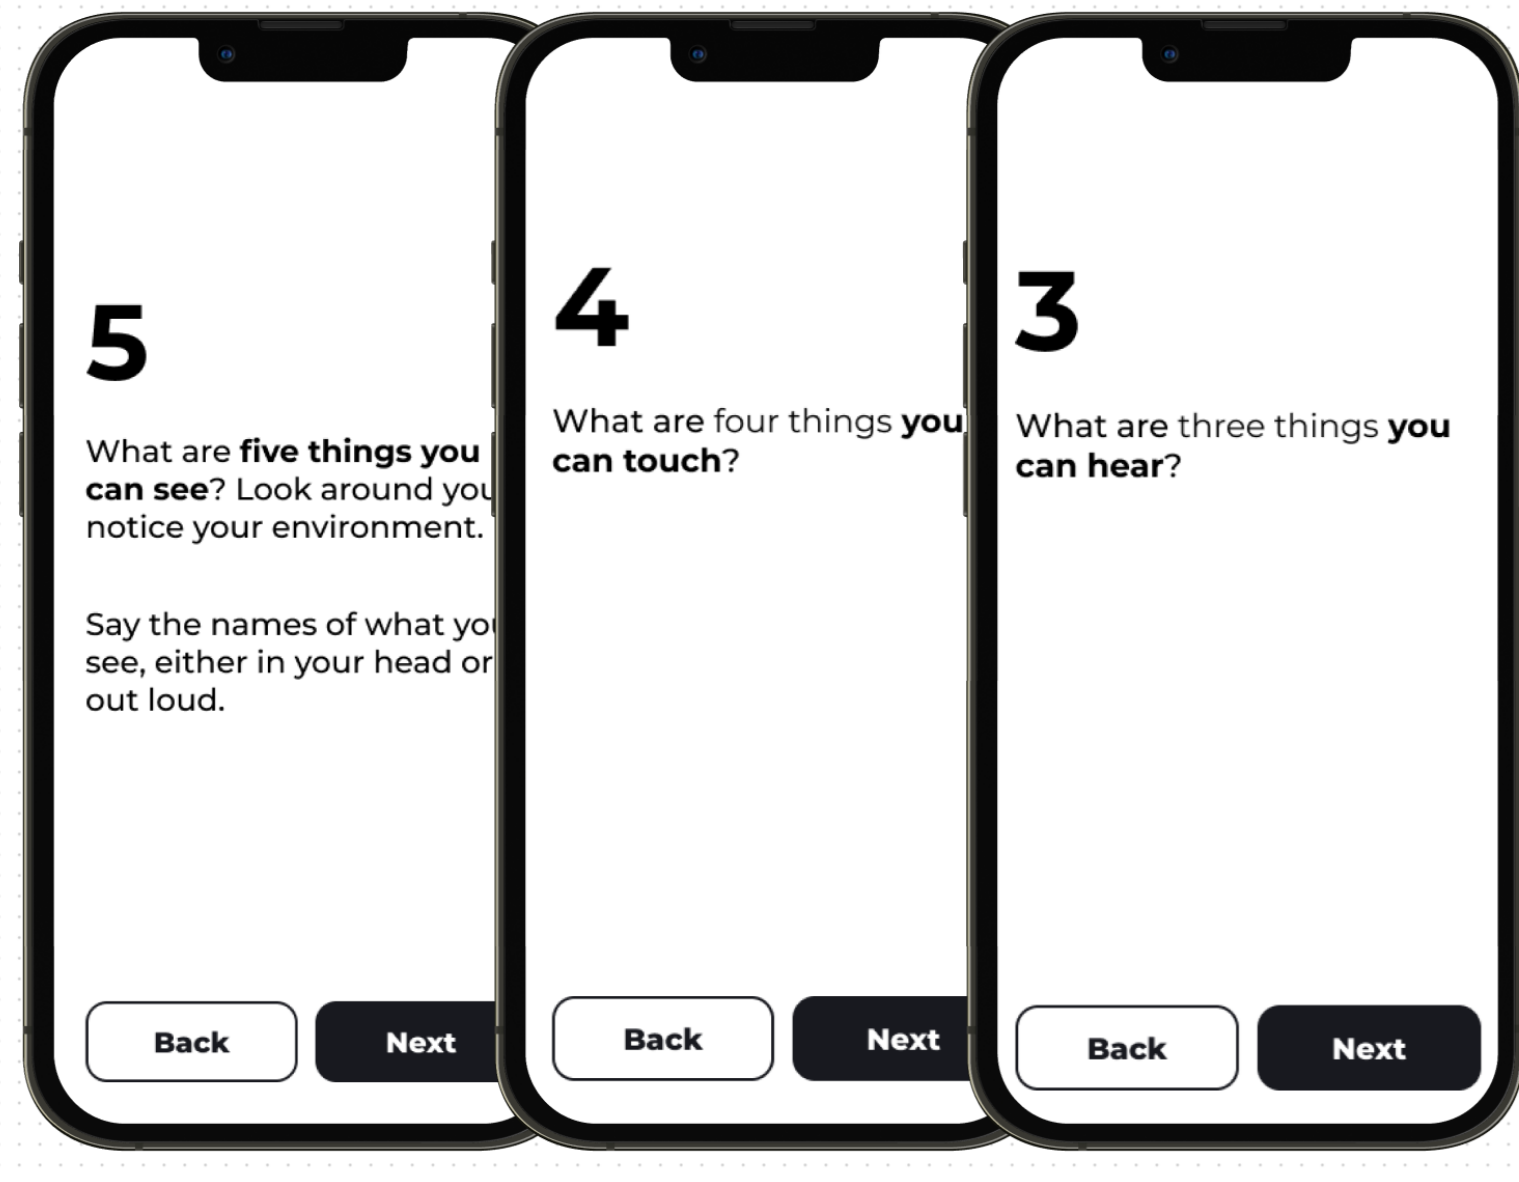 5
What are five things you
can see? Look around you
notice your environment.
Say the names of what you
see, either in your head or
out loud.
Back
Next
4
What are four things you
can touch?
Back
Next
3
What are three things you
can hear?
Back
Next